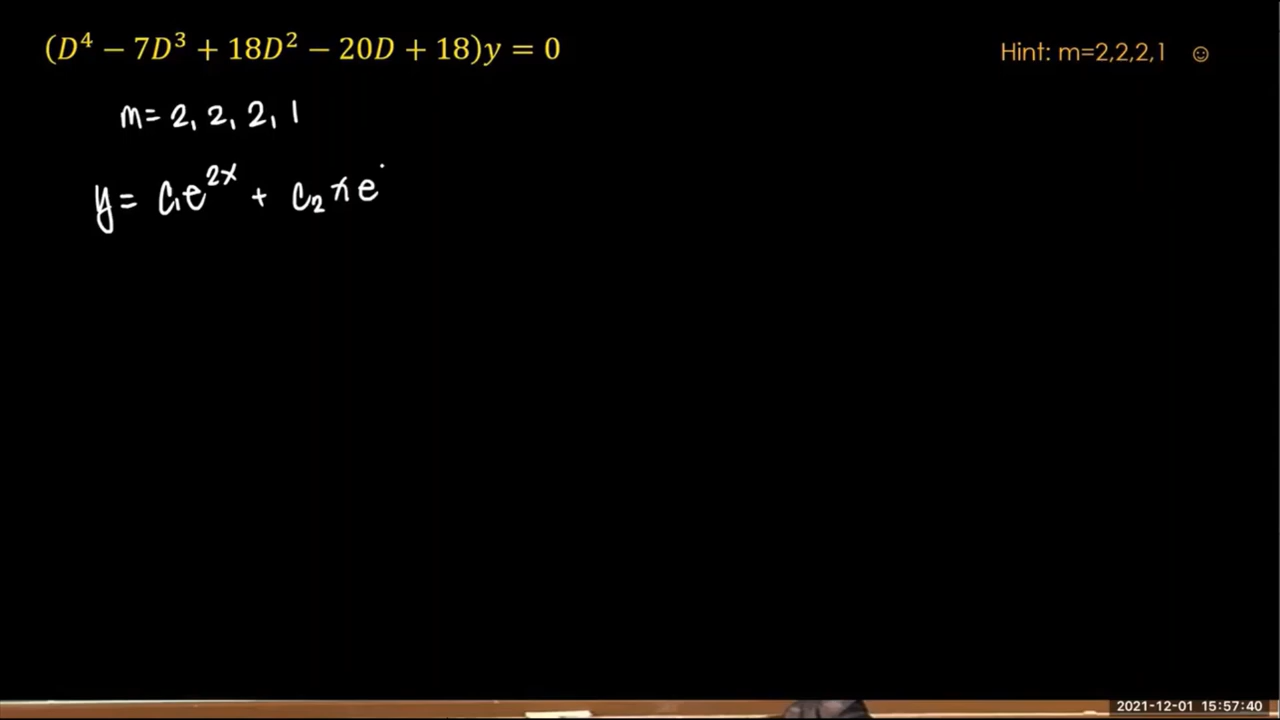 (D⁴ − 7D³ + 18D² − 20D + 18)y = 0
Hint: m=2,2,2,1 ☺
m= 2, 2, 2, 1
y = C₁e²ˣ + C₂xe
2021-12-01 15:57:40